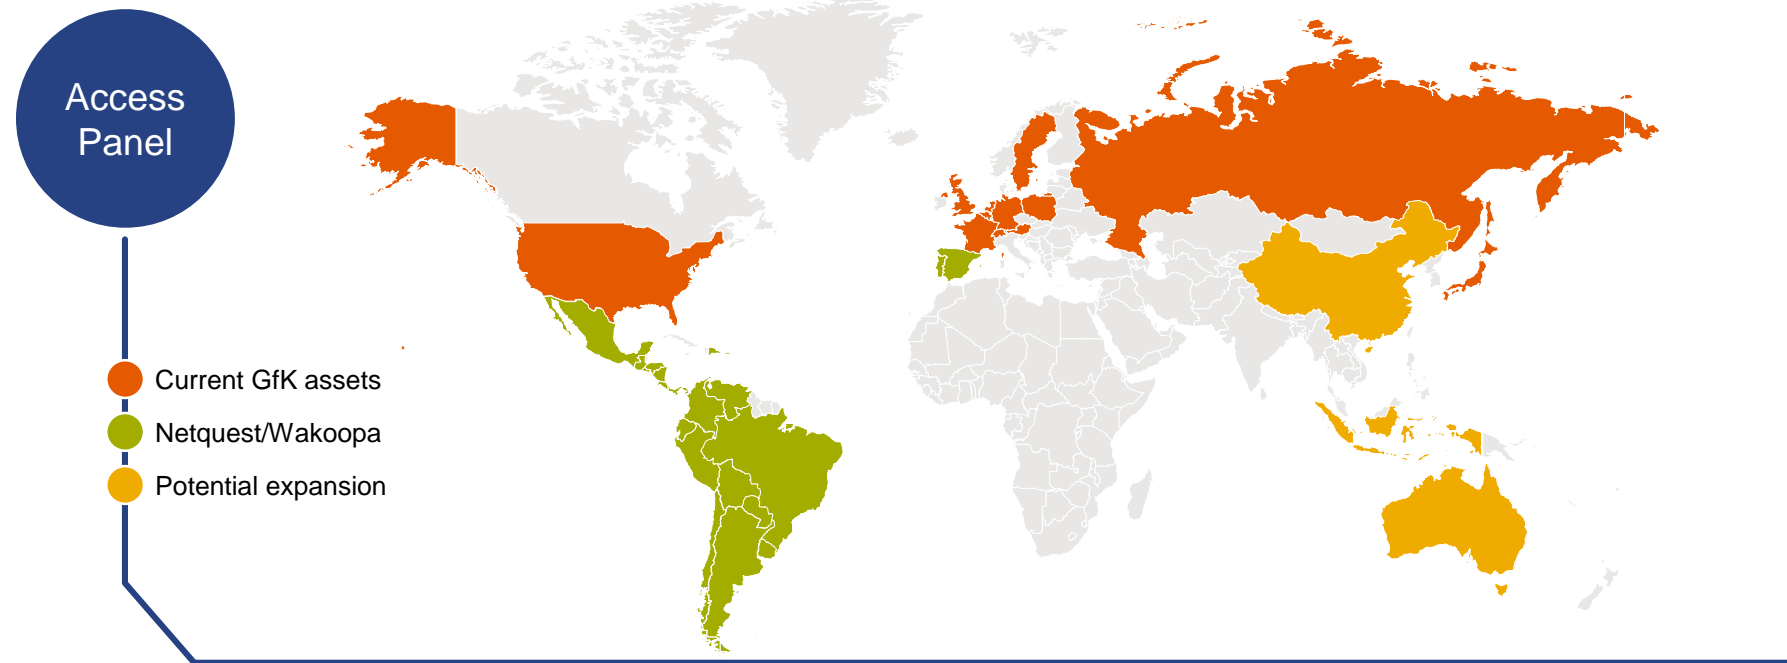 Access
Panel
Current GfK assets
Netquest/Wakoopa
Potential expansion